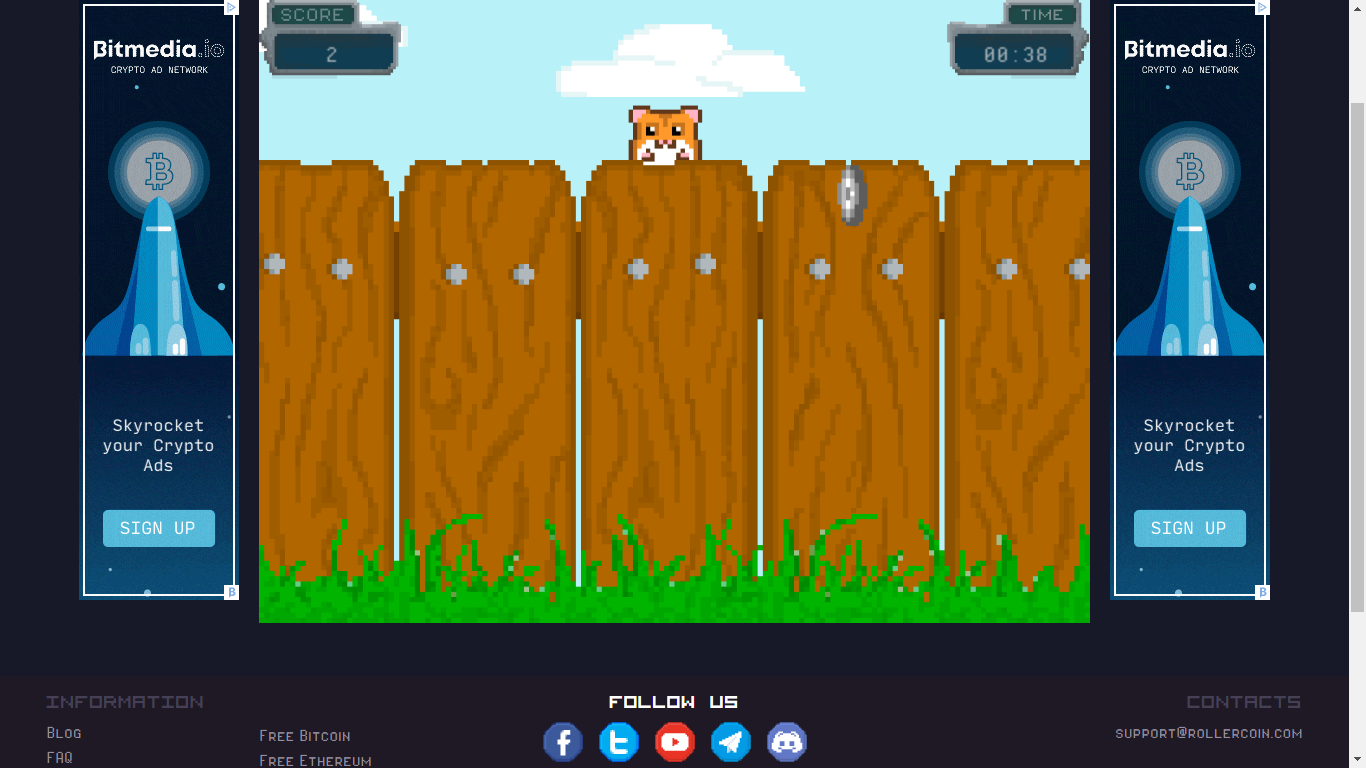 Bitmedia.io
CRYPTO AD NETWORK
Skyrocket
your Crypto
Ads
SIGN UP
B
SCORE
2
TIME
00:38
Bitmedia.io
CRYPTO AD NETWORK
Skyrocket
your Crypto
Ads
SIGN UP
B
INFORMATION
Blog
FAQ
Free Bitcoin
Free Ethereum
FOLLOW US
CONTACTS
support@rollercoin.com